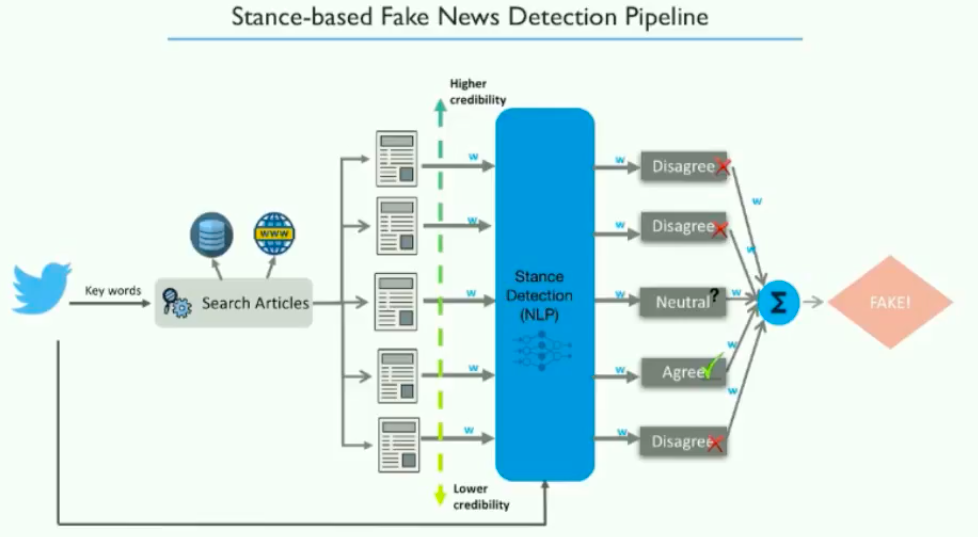 Stance-based Fake News Detection Pipeline
Higher
credibility
w
w
Disagree
w
www
w
w
Disagree
w
Key words
Search Articles
Stance
Detection
(NLP)
w
w
Neutral?
w
Σ
FAKE!
w
w
Agree
w
w
w
w
Disagree
Lower
credibility